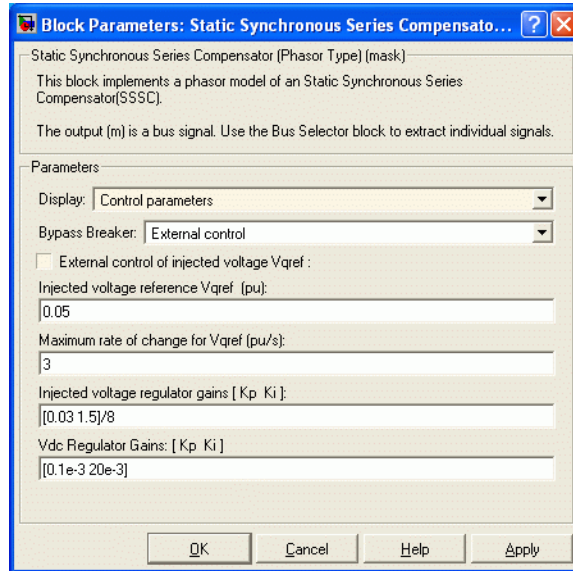 Block Parameters: Static Synchronous Series Compensato...
Static Synchronous Series Compensator (Phasor Type) (mask)
This block implements a phasor model of an Static Synchronous Series
Compensator(SSSC).
The output (m) is a bus signal. Use the Bus Selector block to extract individual signals.
Parameters
Display: Control parameters
Bypass Breaker: External control
External control of injected voltage Vqref :
Injected voltage reference Vqref (pu):
0.05
Maximum rate of change for Vqref (pu/s):
3
Injected voltage regulator gains [ Kp Ki ]:
[0.03 1.5]/8
Vdc Regulator Gains: [ Kp Ki ]
[0.1e-3 20e-3]
OK Cancel Help Apply